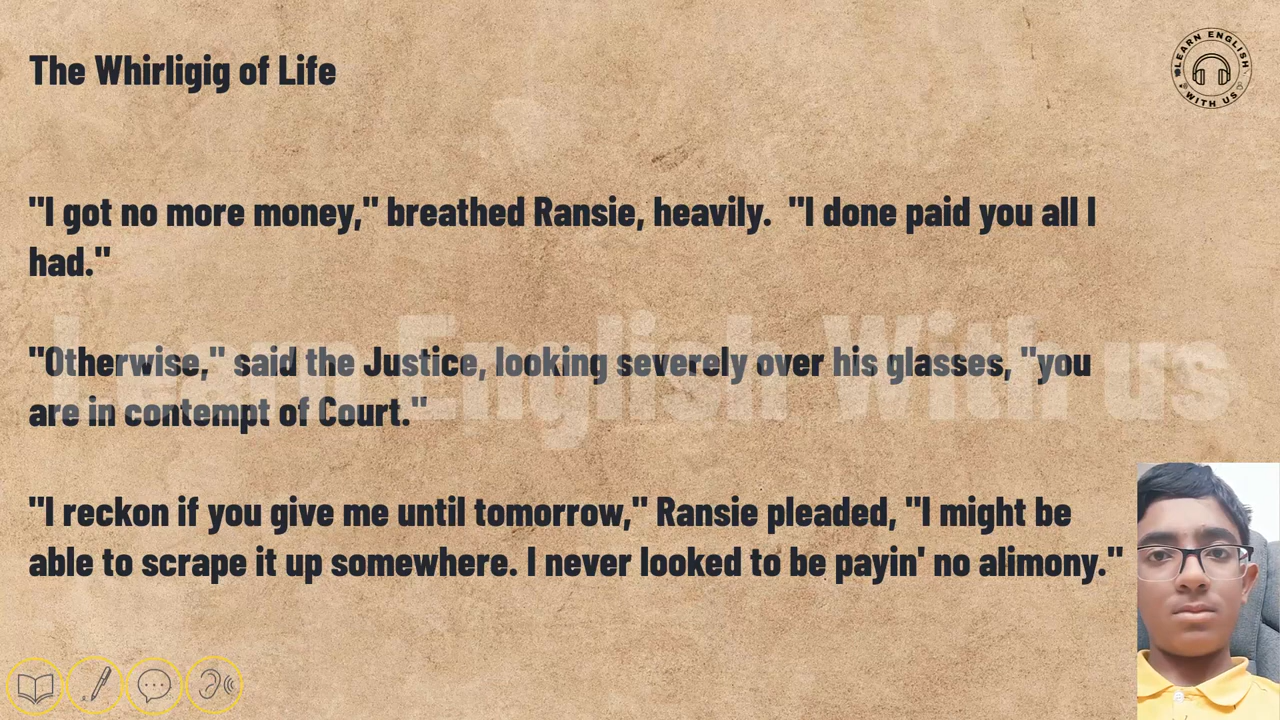 The Whirligig of Life
LEARN ENGLISH
WITH US
"I got no more money," breathed Ransie, heavily.  "I done paid you all I
had."
"Otherwise," said the Justice, looking severely over his glasses, "you
are in contempt of Court."
Learn English With us
"I reckon if you give me until tomorrow," Ransie pleaded, "I might be
able to scrape it up somewhere. I never looked to be payin' no alimony."